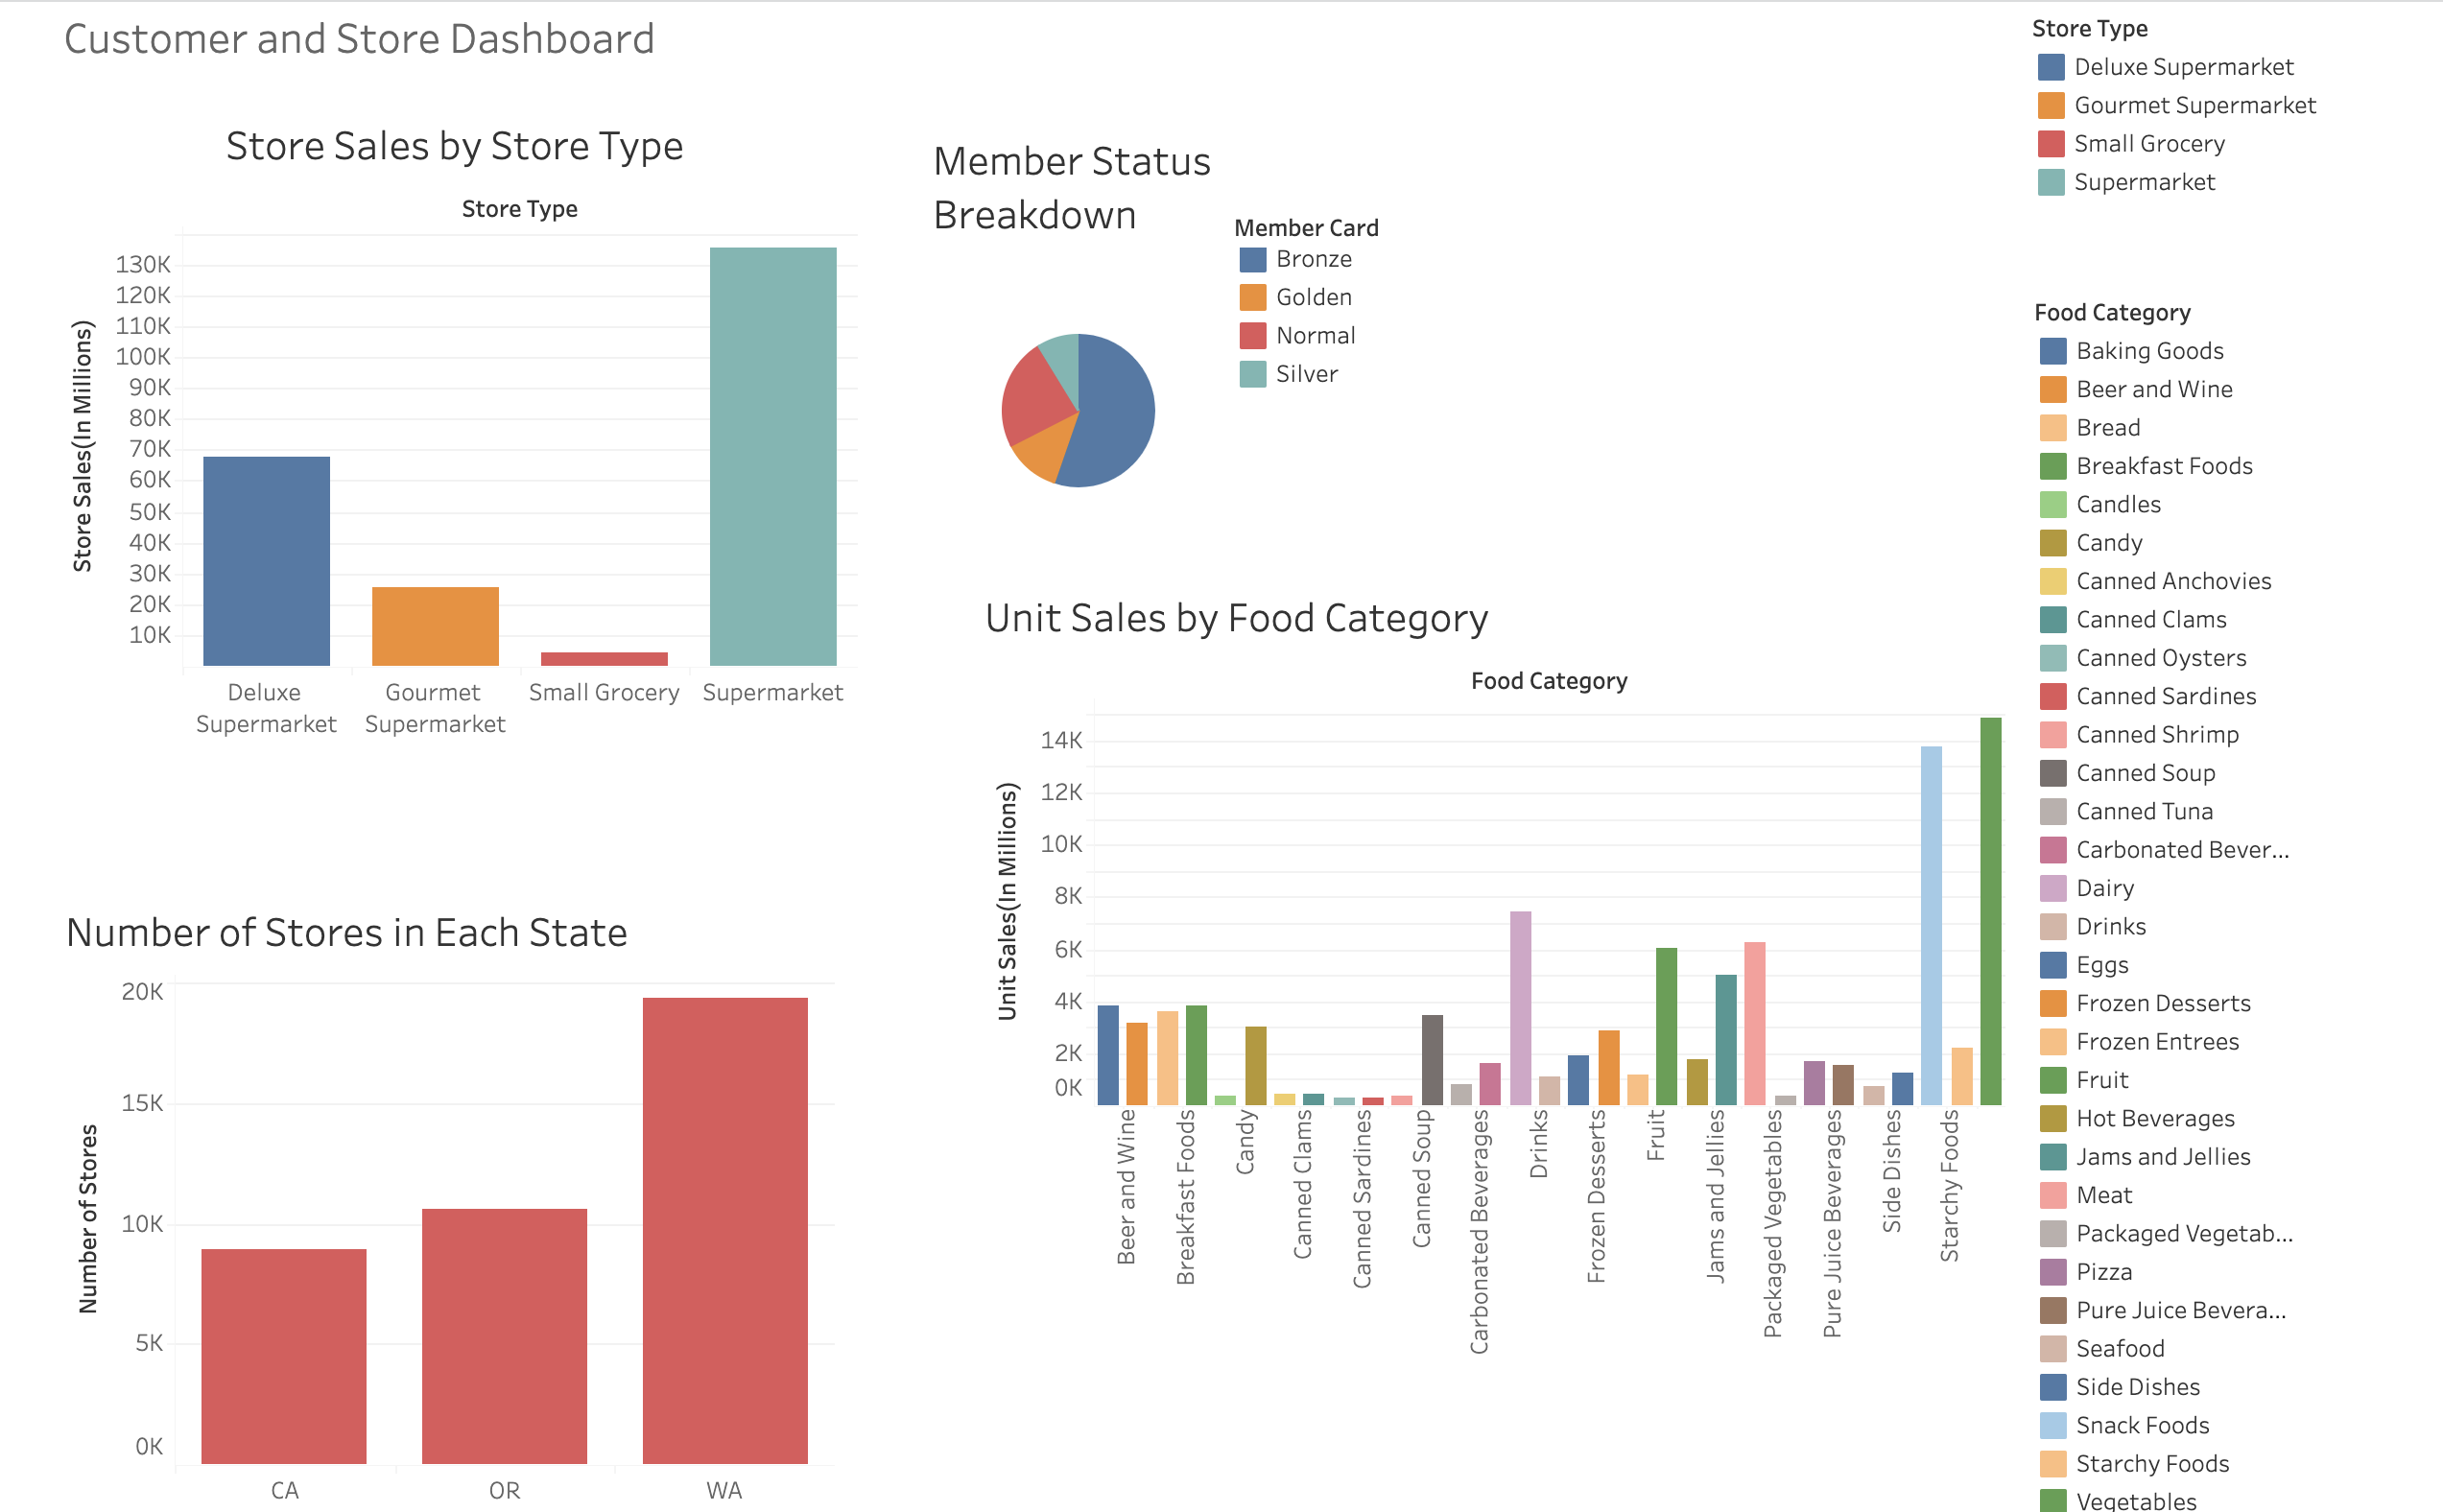 Customer and Store Dashboard
Store Sales by Store Type
Store Type
Store Sales(In Millions)
130K
120K
110K
100K
90K
80K
70K
60K
50K
40K
30K
20K
10K
Deluxe
Supermarket
Gourmet
Supermarket
Small Grocery
Supermarket
Member Status
Breakdown
Member Card
Bronze
Golden
Normal
Silver
Number of Stores in Each State
Number of Stores
20K
15K
10K
5K
0K
CA
OR
WA
Unit Sales by Food Category
Food Category
Unit Sales(In Millions)
14K
12K
10K
8K
6K
4K
2K
0K
Beer and Wine
Breakfast Foods
Candy
Canned Clams
Canned Sardines
Canned Soup
Carbonated Beverages
Drinks
Frozen Desserts
Fruit
Jams and Jellies
Packaged Vegetables
Pure Juice Beverages
Side Dishes
Starchy Foods
Store Type
Deluxe Supermarket
Gourmet Supermarket
Small Grocery
Supermarket
Food Category
Baking Goods
Beer and Wine
Bread
Breakfast Foods
Candles
Candy
Canned Anchovies
Canned Clams
Canned Oysters
Canned Sardines
Canned Shrimp
Canned Soup
Canned Tuna
Carbonated Bever...
Dairy
Drinks
Eggs
Frozen Desserts
Frozen Entrees
Fruit
Hot Beverages
Jams and Jellies
Meat
Packaged Vegetab...
Pizza
Pure Juice Bevera...
Seafood
Side Dishes
Snack Foods
Starchy Foods
Vegetables